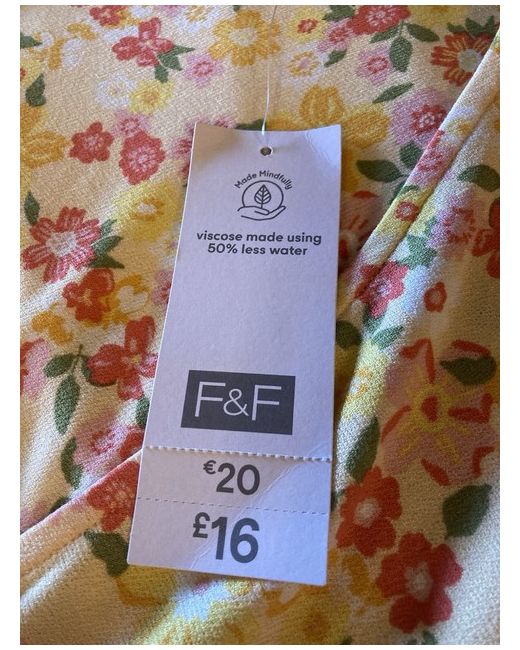 Made Mindfully
viscose made using
50% less water
F&F
€20
£16